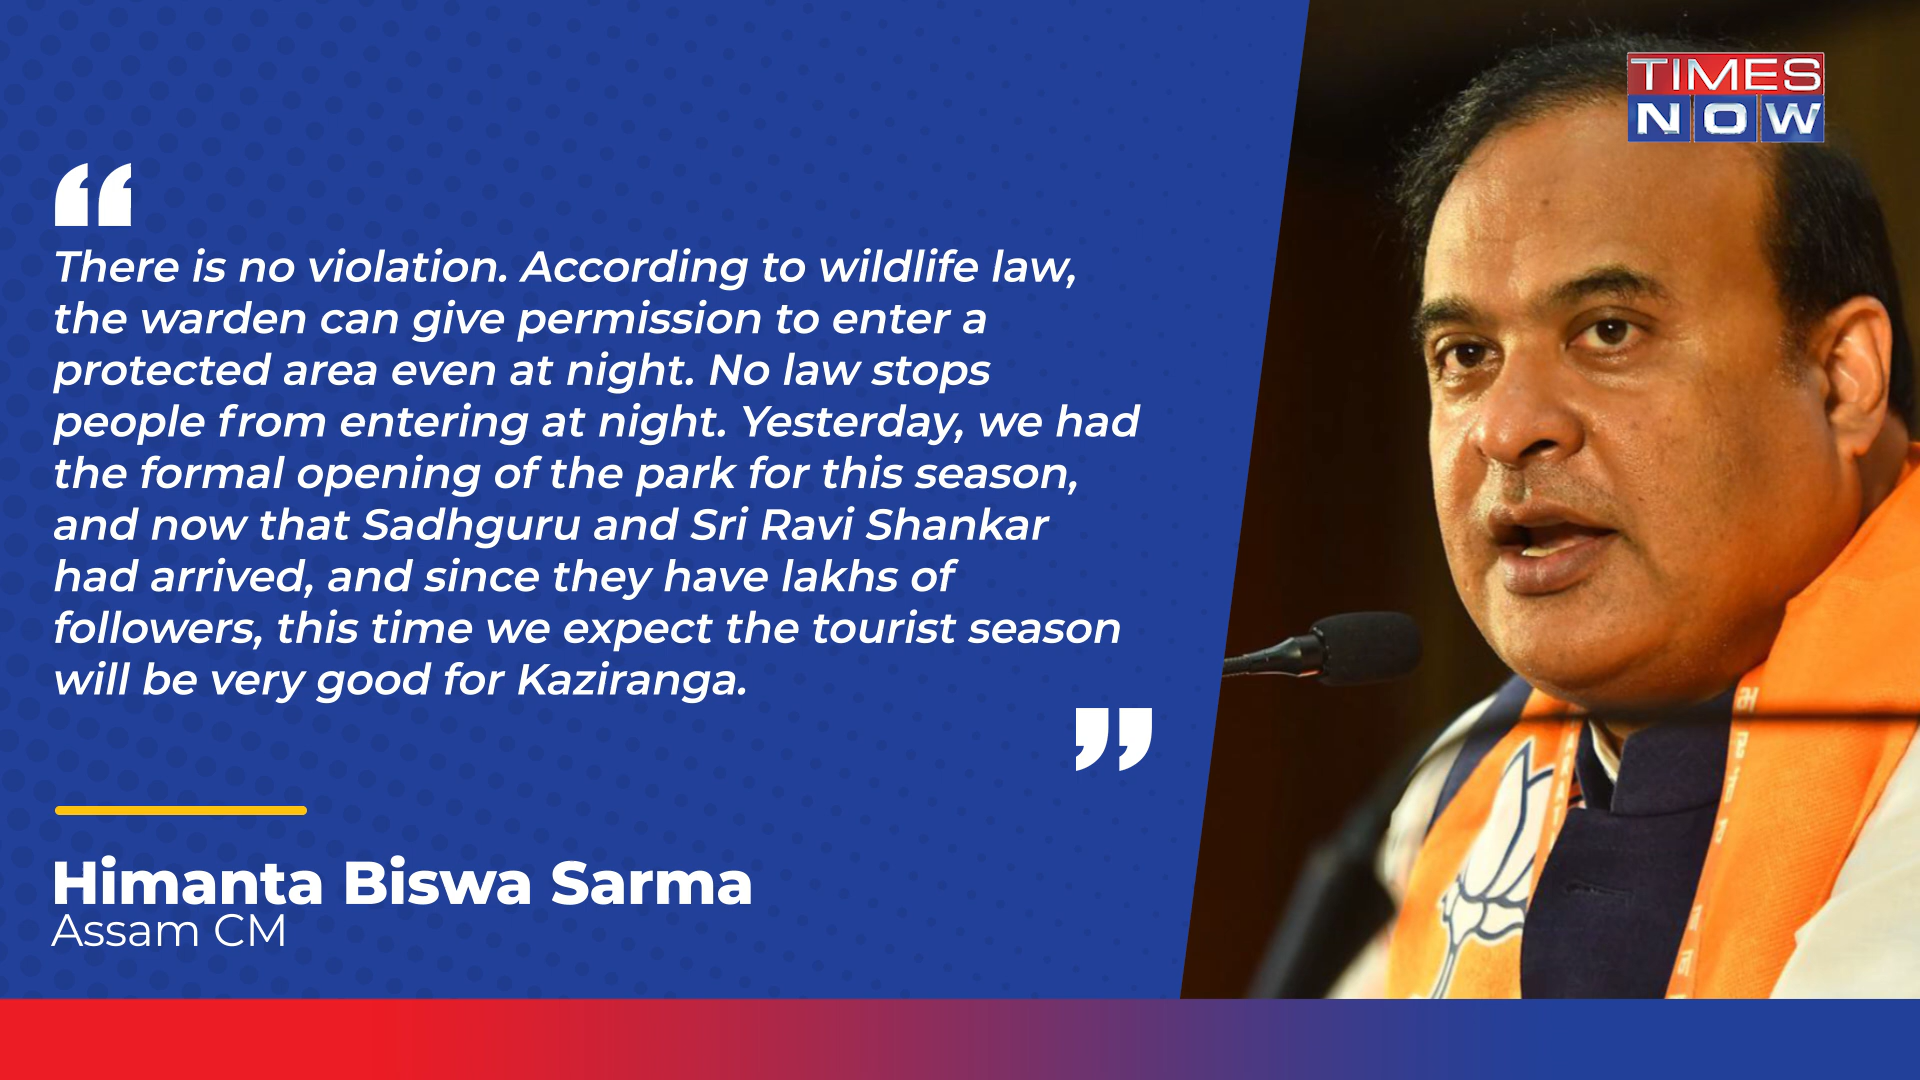 TIMES
NOW
“
There is no violation. According to wildlife law,
the warden can give permission to enter a
protected area even at night. No law stops
people from entering at night. Yesterday, we had
the formal opening of the park for this season,
and now that Sadhguru and Sri Ravi Shankar
had arrived, and since they have lakhs of
followers, this time we expect the tourist season
will be very good for Kaziranga.
”
Himanta Biswa Sarma
Assam CM